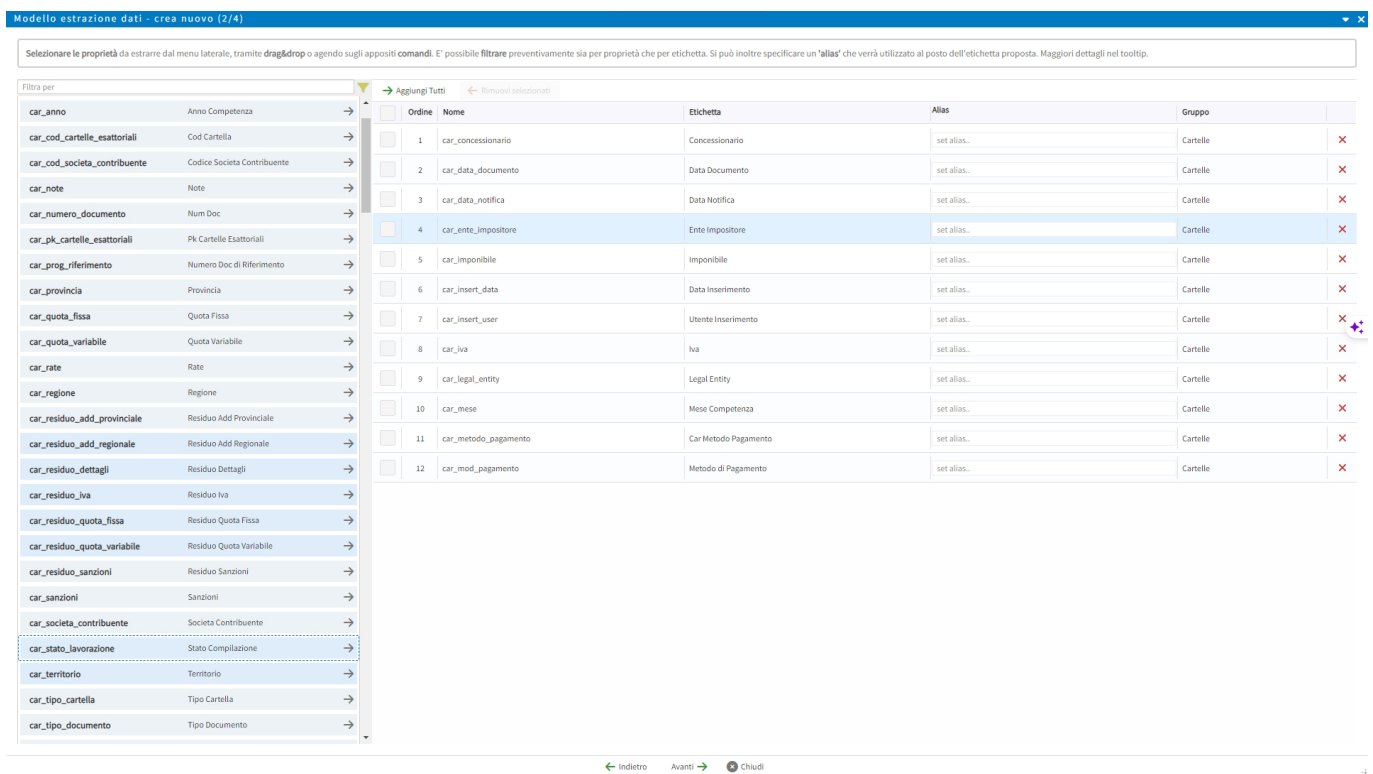 Modello estrazione dati - crea nuovo (2/4)
Selezionare le proprietà da estrarre dal menu laterale, tramite drag&drop o agendo sugli appositi comandi. E' possibile filtrare preventivamente sia per proprietà che per etichetta. Si può inoltre specificare un 'alias' che verrà utilizzato al posto dell'etichetta proposta. Maggiori dettagli nel tooltip.
Filtra per
car_anno Anno Competenza
car_cod_cartelle_esattoriali Cod Cartella
car_cod_societa_contribuente Codice Societa Contribuente
car_note Note
car_numero_documento Num Doc
car_pk_cartelle_esattoriali Pk Cartelle Esattoriali
car_prog_riferimento Numero Doc di Riferimento
car_provincia Provincia
car_quota_fissa Quota Fissa
car_quota_variabile Quota Variabile
car_rate Rate
car_regione Regione
car_residuo_add_provinciale Residuo Add Provinciale
car_residuo_add_regionale Residuo Add Regionale
car_residuo_dettagli Residuo Dettagli
car_residuo_iva Residuo Iva
car_residuo_quota_fissa Residuo Quota Fissa
car_residuo_quota_variabile Residuo Quota Variabile
car_residuo_sanzioni Residuo Sanzioni
car_sanzioni Sanzioni
car_societa_contribuente Societa Contribuente
car_stato_lavorazione Stato Compilazione
car_territorio Territorio
car_tipo_cartella Tipo Cartella
car_tipo_documento Tipo Documento
Aggiungi Tutti Rimuovi selezionati
Ordine Nome Etichetta Alias Gruppo
1 car_concessionario Concessionario set alias.. Cartelle
2 car_data_documento Data Documento set alias.. Cartelle
3 car_data_notifica Data Notifica set alias.. Cartelle
4 car_ente_impositore Ente Impositore set alias.. Cartelle
5 car_imponibile Imponibile set alias.. Cartelle
6 car_insert_data Data Inserimento set alias.. Cartelle
7 car_insert_user Utente Inserimento set alias.. Cartelle
8 car_iva Iva set alias.. Cartelle
9 car_legal_entity Legal Entity set alias.. Cartelle
10 car_mese Mese Competenza set alias.. Cartelle
11 car_metodo_pagamento Car Metodo Pagamento set alias.. Cartelle
12 car_mod_pagamento Metodo di Pagamento set alias.. Cartelle
Indietro Avanti Chiudi